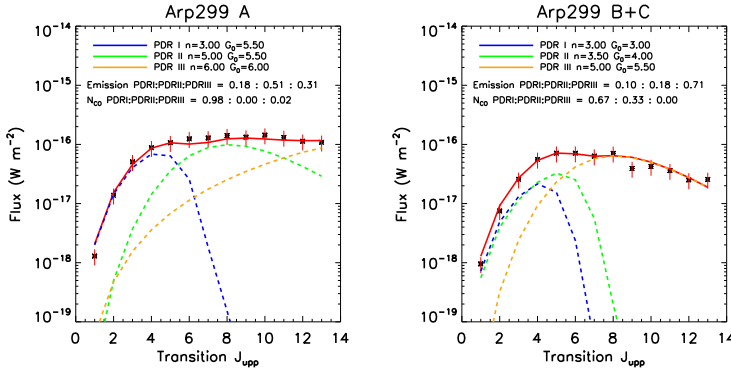 Arp299 A
PDR I n=3.00 G₀=5.50
PDR II n=5.00 G₀=5.50
PDR III n=6.00 G₀=6.00
Emission PDRI:PDRII:PDRIII = 0.18 : 0.51 : 0.31
N_CO PDRI:PDRII:PDRIII = 0.98 : 0.00 : 0.02
Flux (W m⁻²)
10⁻¹⁴
10⁻¹⁵
10⁻¹⁶
10⁻¹⁷
10⁻¹⁸
10⁻¹⁹
0 2 4 6 8 10 12 14
Transition J_upp
Arp299 B+C
PDR I n=3.00 G₀=3.00
PDR II n=3.50 G₀=4.00
PDR III n=5.00 G₀=5.50
Emission PDRI:PDRII:PDRIII = 0.10 : 0.18 : 0.71
N_CO PDRI:PDRII:PDRIII = 0.67 : 0.33 : 0.00
Flux (W m⁻²)
10⁻¹⁴
10⁻¹⁵
10⁻¹⁶
10⁻¹⁷
10⁻¹⁸
10⁻¹⁹
0 2 4 6 8 10 12 14
Transition J_upp